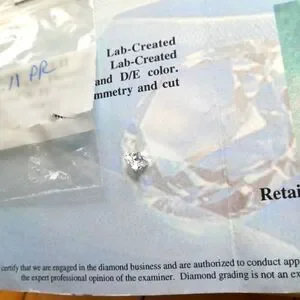 11 PR
Lab-Created
Lab-Created
and D/E color.
mmetry and cut
Retai
certify that we are engaged in the diamond business and are authorized to conduct app
the expert professional opinion of the examiner. Diamond grading is not an ex